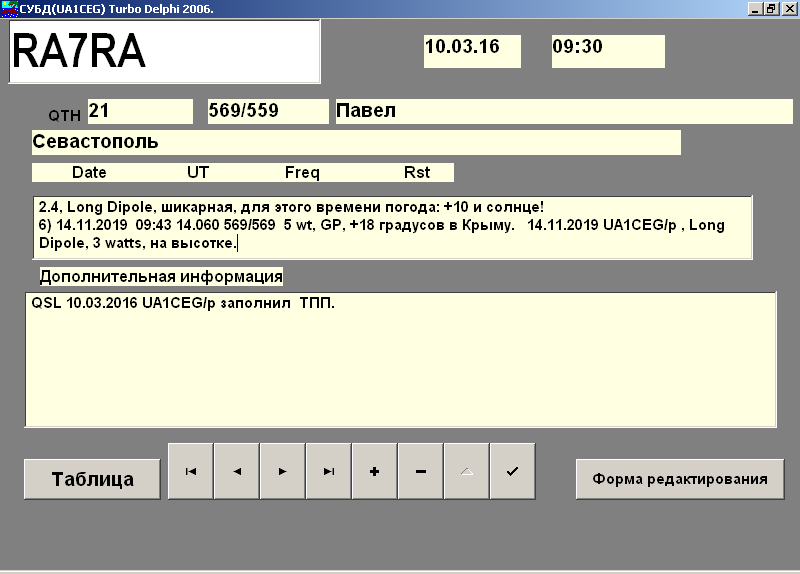 СУБД(UA1CEG) Turbo Delphi 2006.
RA7RA
10.03.16 09:30
QTH 21 569/559 Павел
Севастополь
Date UT Freq Rst
2.4, Long Dipole, шикарная, для этого времени погода: +10 и солнце!
6) 14.11.2019 09:43 14.060 569/569 5 wt, GP, +18 градусов в Крыму. 14.11.2019 UA1CEG/p , Long
Dipole, 3 watts, на высотке.
Дополнительная информация
QSL 10.03.2016 UA1CEG/p заполнил ТПП.
Таблица
Форма редактирования